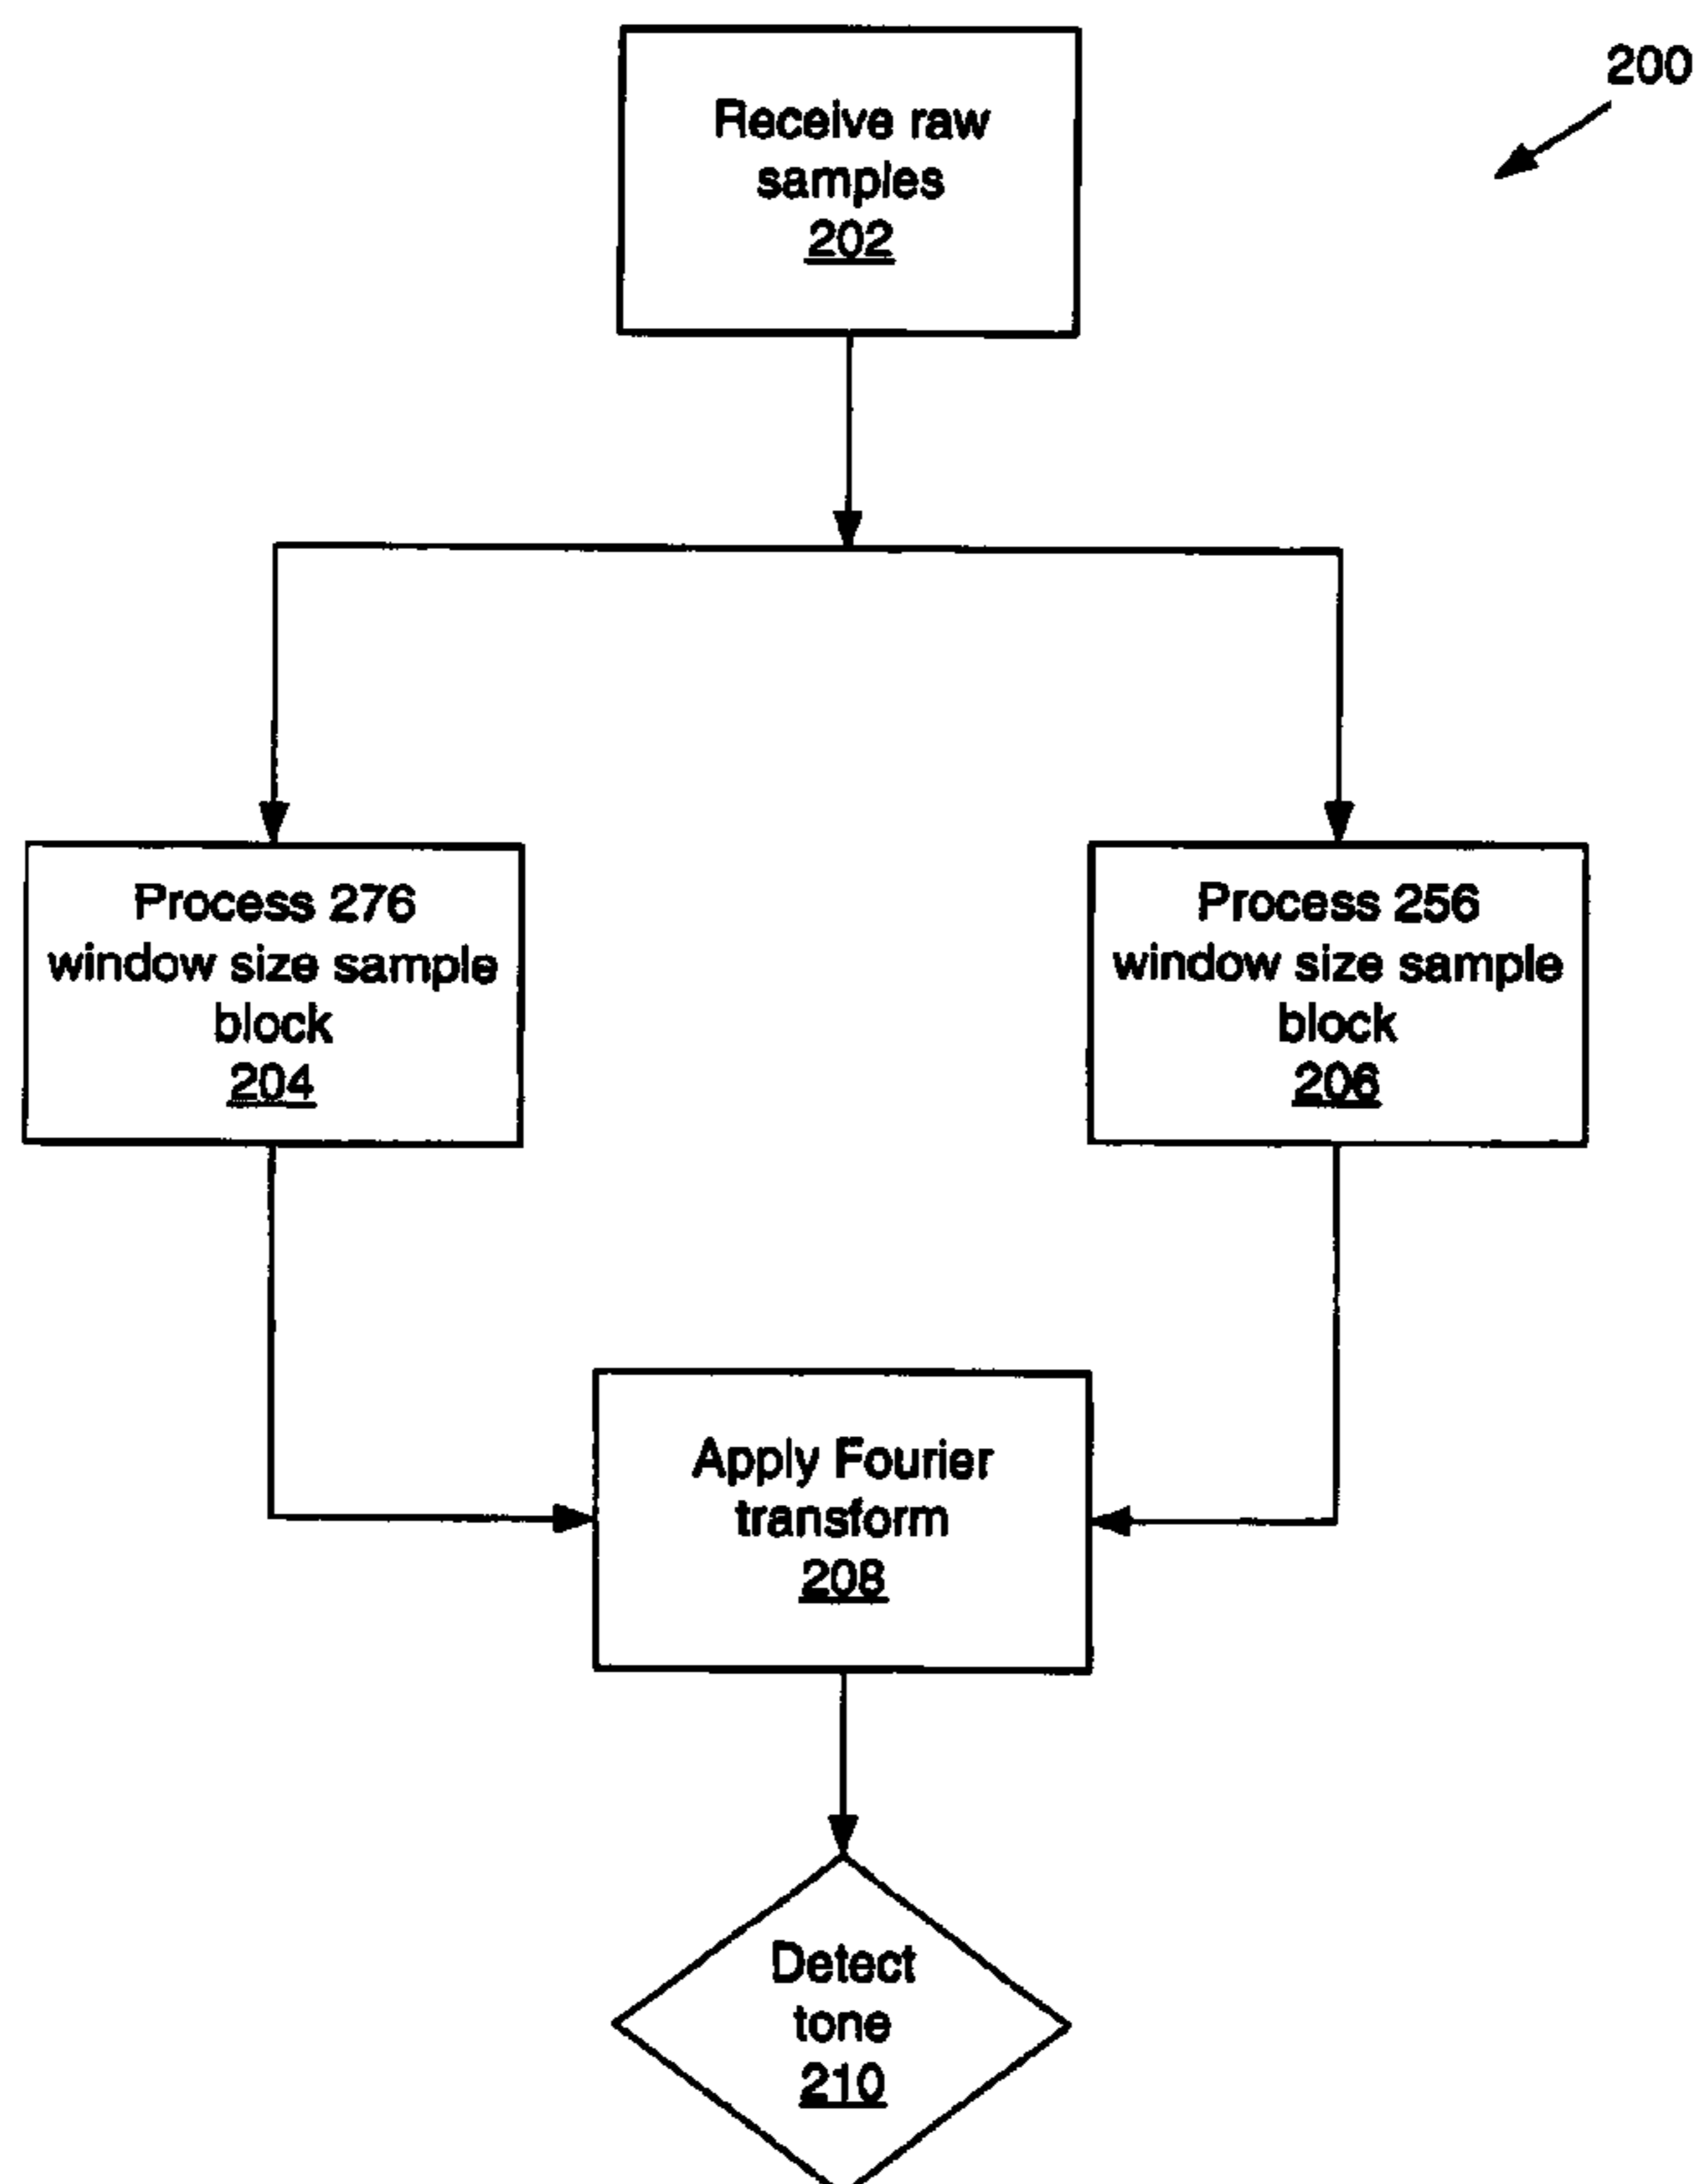 200
Receive raw
samples
202
Process 276
window size sample
block
204
Process 256
window size sample
block
206
Apply Fourier
transform
208
Detect
tone
210